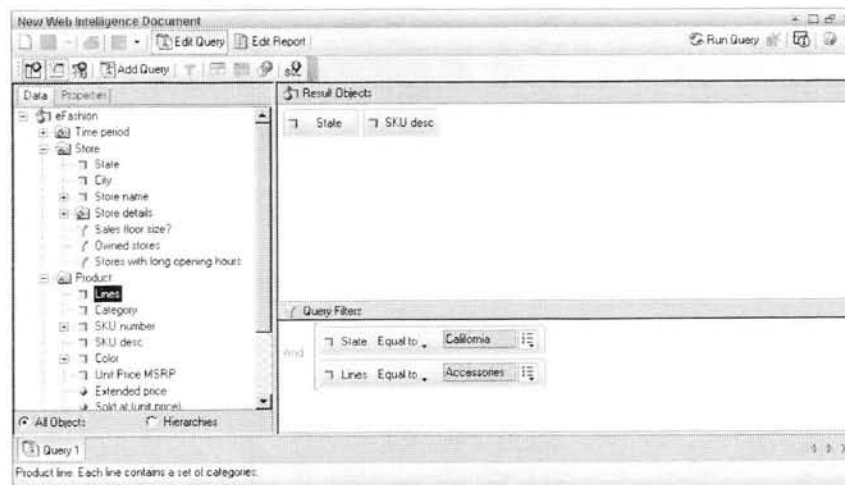 New Web Intelligence Document
Edit Query Edit Report Run Query
Add Query
Data Properties
Result Objects
eFashion
Time period
Store
State
City
Store name
Store details
Sales floor size?
Owned stores
Stores with long opening hours
Product
Lines
Category
SKU number
SKU desc
Color
Unit Price MSRP
Extended price
Sold at (unit price)
All Objects Hierarchies
State SKU desc
Query Filters
And
State Equal to California
Lines Equal to Accessories
Query 1
Product line. Each line contains a set of categories.